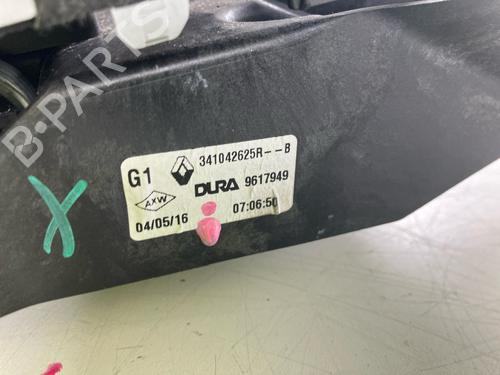 B-PARTS
G1 341042625R--B
AXW DURA 9617949
04/05/16 07:06:50
X